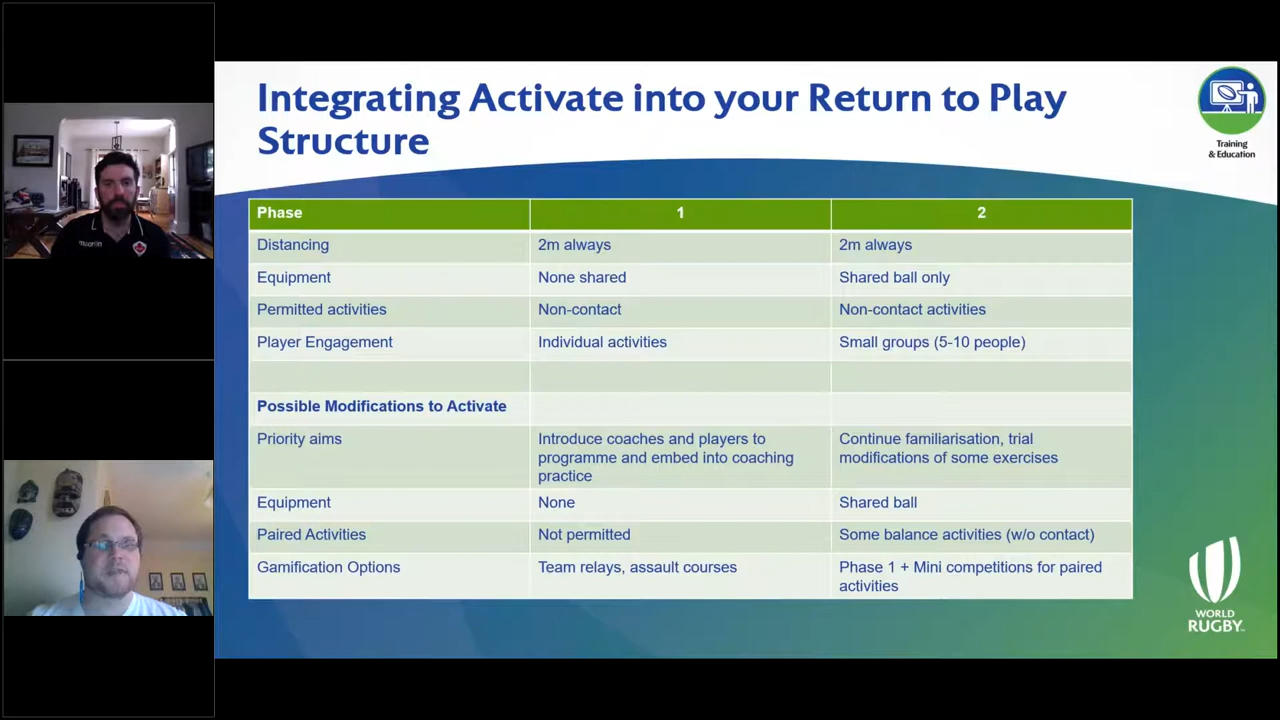 Integrating Activate into your Return to Play
Structure
Training
& Education
Phase 1 2
Distancing 2m always 2m always
Equipment None shared Shared ball only
Permitted activities Non-contact Non-contact activities
Player Engagement Individual activities Small groups (5-10 people)
Possible Modifications to Activate
Priority aims Introduce coaches and players to Continue familiarisation, trial
programme and embed into coaching modifications of some exercises
practice
Equipment None Shared ball
Paired Activities Not permitted Some balance activities (w/o contact)
Gamification Options Team relays, assault courses Phase 1 + Mini competitions for paired
activities
WORLD
RUGBY
macron